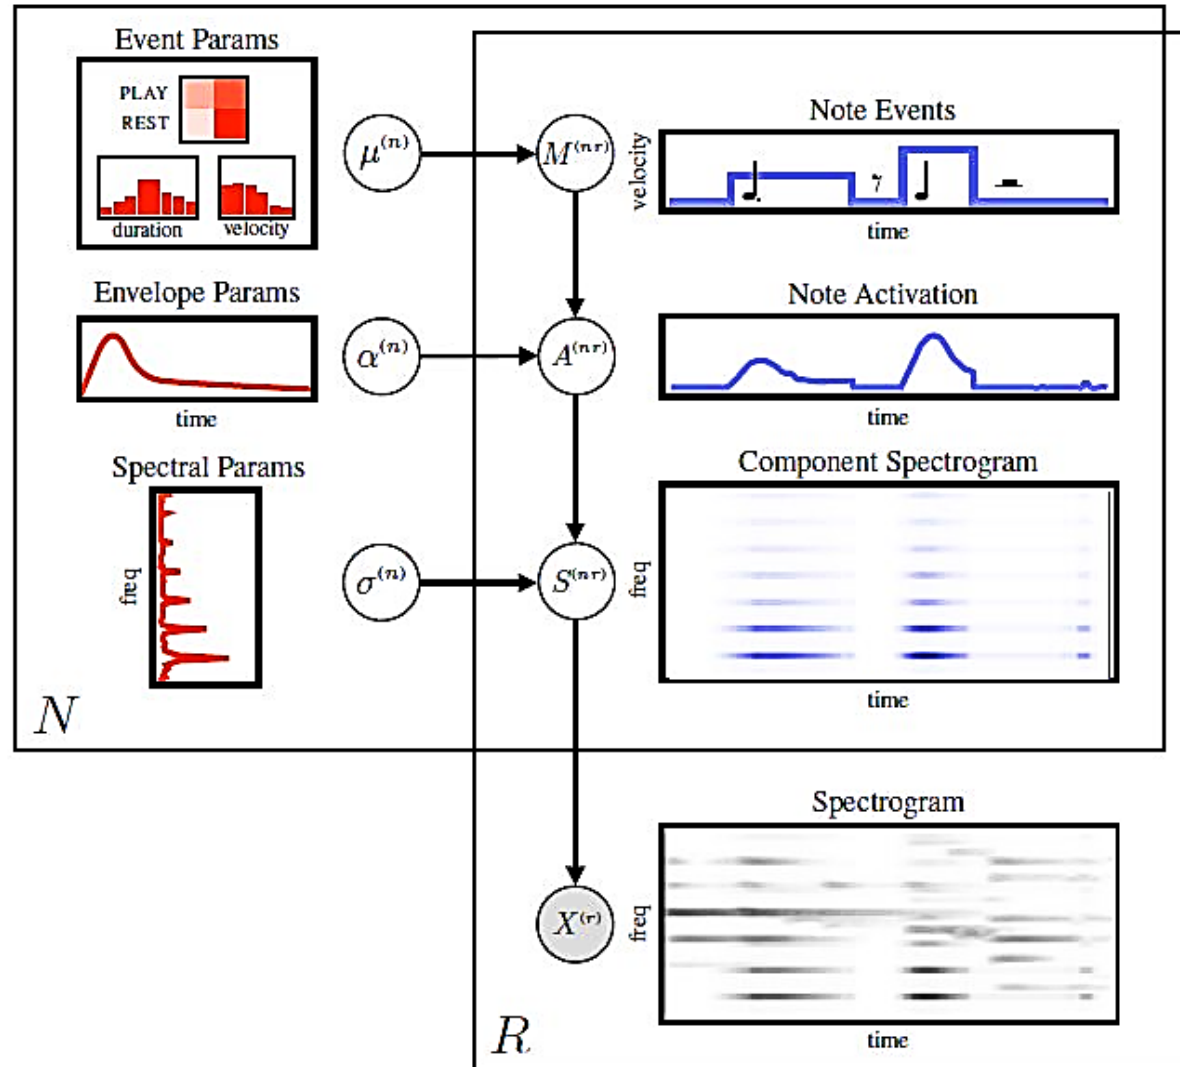 Event Params
PLAY
REST
duration
velocity
μ(n)
M(nr)
Note Events
velocity
time
Envelope Params
time
α(n)
A(nr)
Note Activation
time
Spectral Params
freq
σ(n)
S(nr)
Component Spectrogram
freq
time
N
Spectrogram
X(r)
freq
time
R